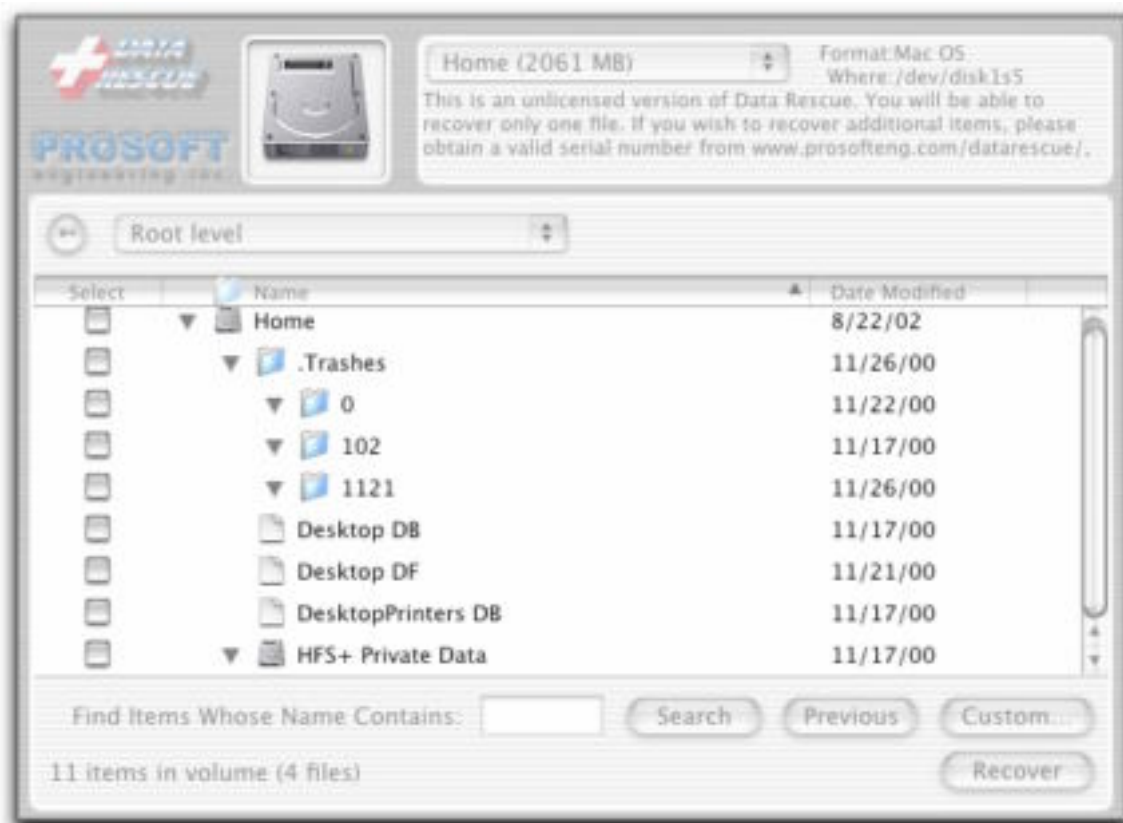 DATA
RESCUE
PROSOFT
engineering inc.
Home (2061 MB)
Format:Mac OS
Where:/dev/disk1s5
This is an unlicensed version of Data Rescue. You will be able to
recover only one file. If you wish to recover additional items, please
obtain a valid serial number from www.prosofteng.com/datarescue/.
Root level
Select Name Date Modified
Home 8/22/02
.Trashes 11/26/00
0 11/22/00
102 11/17/00
1121 11/26/00
Desktop DB 11/17/00
Desktop DF 11/21/00
DesktopPrinters DB 11/17/00
HFS+ Private Data 11/17/00
Find Items Whose Name Contains: Search Previous Custom...
11 items in volume (4 files) Recover